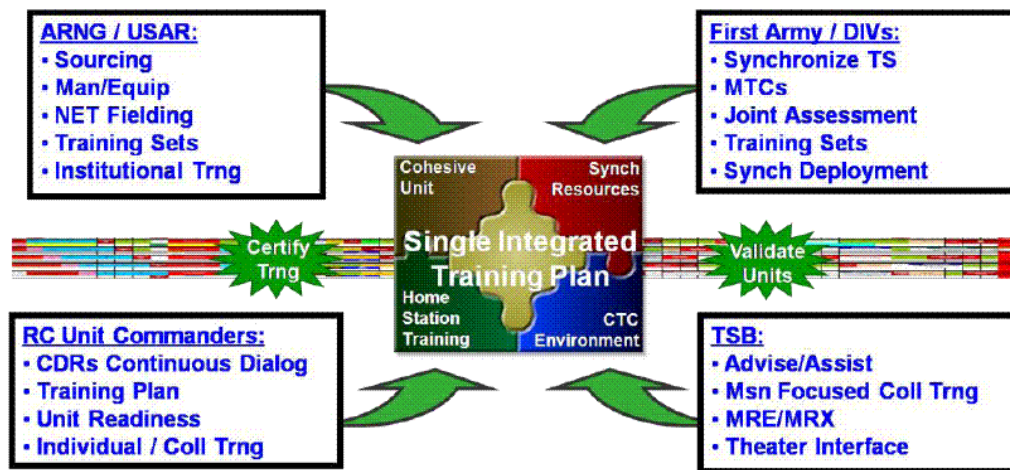 ARNG / USAR:
• Sourcing
• Man/Equip
• NET Fielding
• Training Sets
• Institutional Trng
First Army / DIVs:
• Synchronize TS
• MTCs
• Joint Assessment
• Training Sets
• Synch Deployment
Cohesive
Unit
Synch
Resources
Certify
Trng
Single Integrated
Training Plan
Validate
Units
Home
Station
Training
CTC
Environment
RC Unit Commanders:
• CDRs Continuous Dialog
• Training Plan
• Unit Readiness
• Individual / Coll Trng
TSB:
• Advise/Assist
• Msn Focused Coll Trng
• MRE/MRX
• Theater Interface